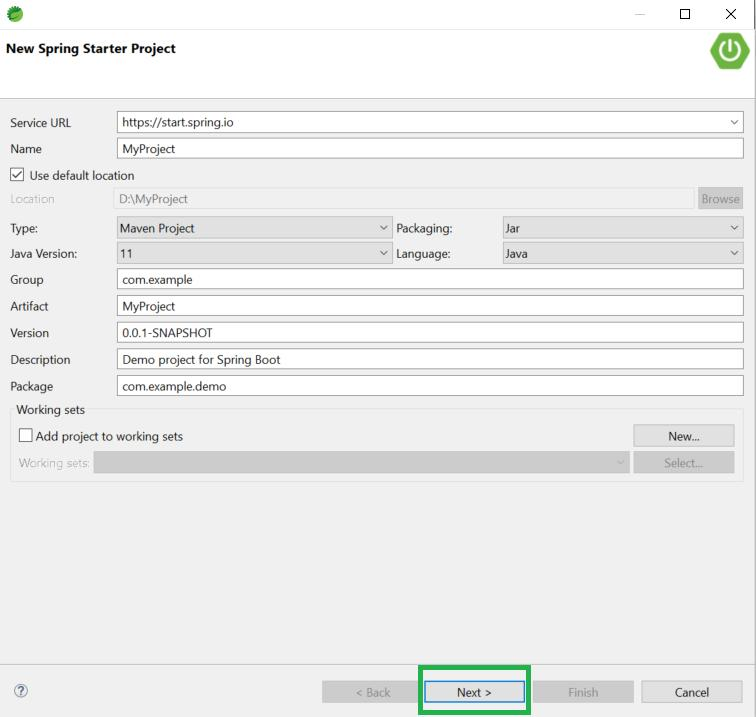 New Spring Starter Project
Service URL https://start.spring.io
Name MyProject
Use default location
Location D:\MyProject Browse
Type: Maven Project Packaging: Jar
Java Version: 11 Language: Java
Group com.example
Artifact MyProject
Version 0.0.1-SNAPSHOT
Description Demo project for Spring Boot
Package com.example.demo
Working sets
Add project to working sets New...
Working sets: Select...
? < Back Next > Finish Cancel